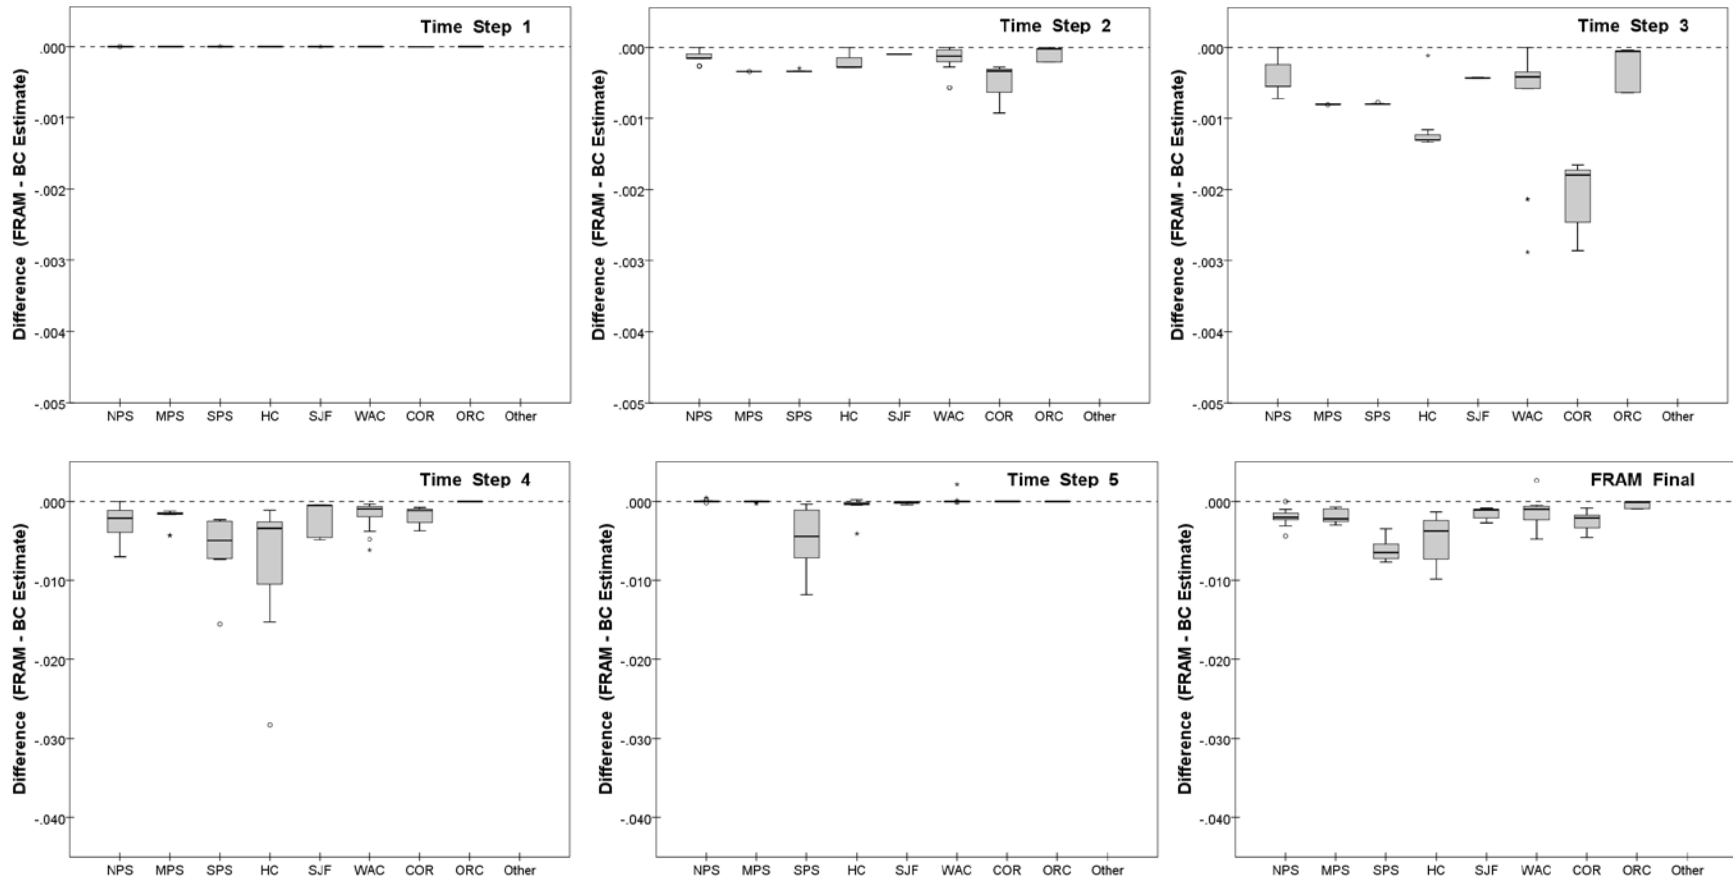 Time Step 1
Difference (FRAM - BC Estimate)
.000
-.001
-.002
-.003
-.004
-.005
NPS MPS SPS HC SJF WAC COR ORC Other
Time Step 2
Difference (FRAM - BC Estimate)
.000
-.001
-.002
-.003
-.004
-.005
NPS MPS SPS HC SJF WAC COR ORC Other
Time Step 3
Difference (FRAM - BC Estimate)
.000
-.001
-.002
-.003
-.004
-.005
NPS MPS SPS HC SJF WAC COR ORC Other
Time Step 4
Difference (FRAM - BC Estimate)
.000
-.010
-.020
-.030
-.040
NPS MPS SPS HC SJF WAC COR ORC Other
Time Step 5
Difference (FRAM - BC Estimate)
.000
-.010
-.020
-.030
-.040
NPS MPS SPS HC SJF WAC COR ORC Other
FRAM Final
Difference (FRAM - BC Estimate)
.000
-.010
-.020
-.030
-.040
NPS MPS SPS HC SJF WAC COR ORC Other